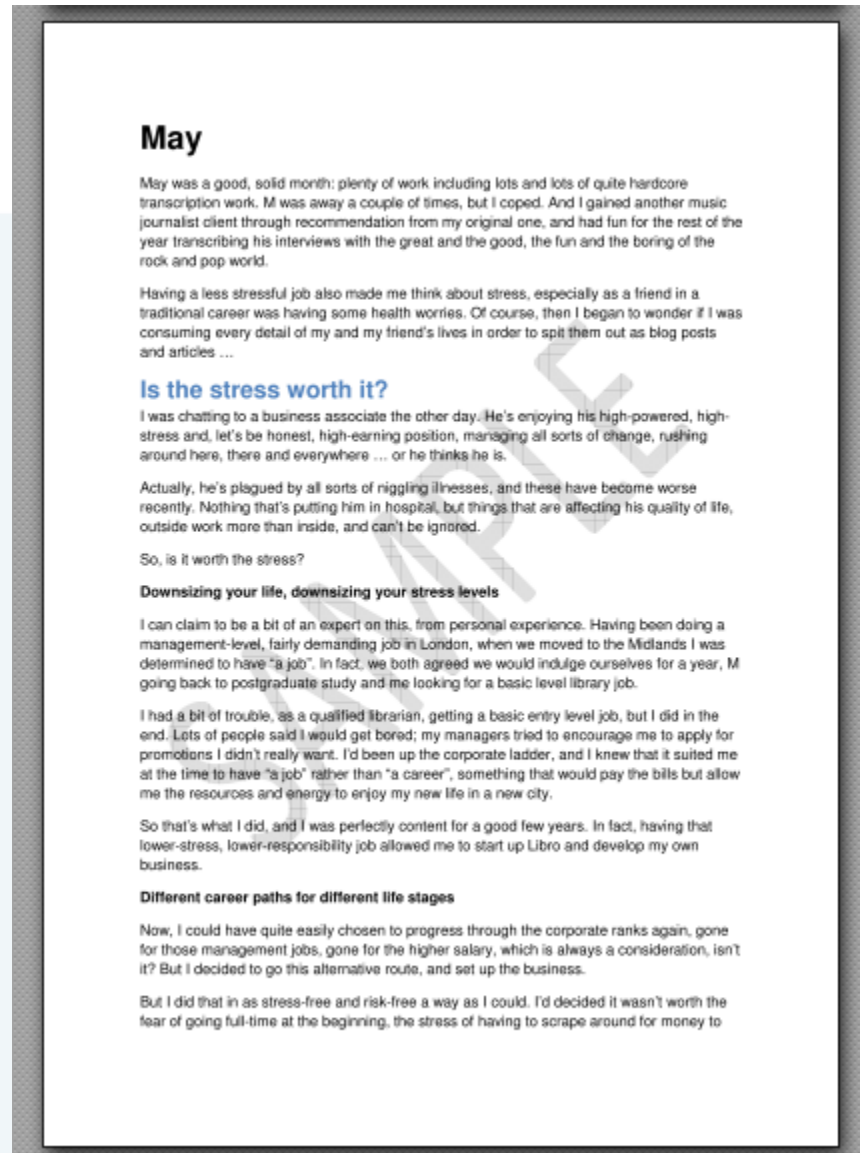 May
May was a good, solid month: plenty of work including lots and lots of quite hardcore
transcription work. M was away a couple of times, but I coped. And I gained another music
journalist client through recommendation from my original one, and had fun for the rest of the
year transcribing his interviews with the great and the good, the fun and the boring of the
rock and pop world.
Having a less stressful job also made me think about stress, especially as a friend in a
traditional career was having some health worries. Of course, then I began to wonder if I was
consuming every detail of my and my friend's lives in order to spit them out as blog posts
and articles …
Is the stress worth it?
I was chatting to a business associate the other day. He's enjoying his high-powered, high-
stress and, let's be honest, high-earning position, managing all sorts of change, rushing
around here, there and everywhere … or he thinks he is.
Actually, he's plagued by all sorts of niggling illnesses, and these have become worse
recently. Nothing that's putting him in hospital, but things that are affecting his quality of life,
outside work more than inside, and can't be ignored.
So, is it worth the stress?
Downsizing your life, downsizing your stress levels
I can claim to be a bit of an expert on this, from personal experience. Having been doing a
management-level, fairly demanding job in London, when we moved to the Midlands I was
determined to have “a job”. In fact, we both agreed we would indulge ourselves for a year, M
going back to postgraduate study and me looking for a basic level library job.
I had a bit of trouble, as a qualified librarian, getting a basic entry level job, but I did in the
end. Lots of people said I would get bored; my managers tried to encourage me to apply for
promotions I didn't really want. I'd been up the corporate ladder, and I knew that it suited me
at the time to have “a job” rather than “a career”, something that would pay the bills but allow
me the resources and energy to enjoy my new life in a new city.
So that's what I did, and I was perfectly content for a good few years. In fact, having that
lower-stress, lower-responsibility job allowed me to start up Libro and develop my own
business.
Different career paths for different life stages
Now, I could have quite easily chosen to progress through the corporate ranks again, gone
for those management jobs, gone for the higher salary, which is always a consideration, isn't
it? But I decided to go this alternative route, and set up the business.
But I did that in as stress-free and risk-free a way as I could. I'd decided it wasn't worth the
fear of going full-time at the beginning, the stress of having to scrape around for money to
SAMPLE